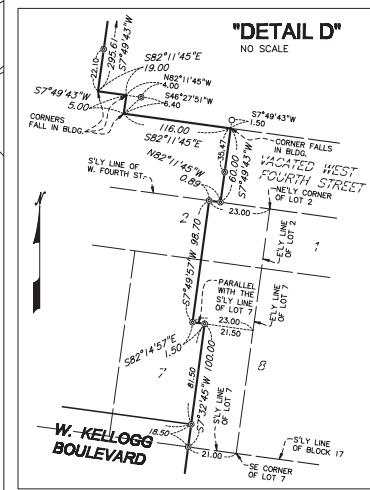 "DETAIL D"
NO SCALE
295.61
S7°49'43"W
22.10
S82°11'45"E
19.00
N82°11'45"W
4.00
S46°27'51"W
6.40
S7°49'43"W
5.00
S7°49'43"W
1.50
CORNERS
FALL IN BLDG.
116.00
S82°11'45"E
CORNER FALLS
IN BLDG.
35.47
60.00
S7°49'43"W
VACATED WEST
FOURTH STREET
N82°11'45"W
0.89
S'LY LINE OF
W. FOURTH ST.
23.00
NE'LY CORNER
OF LOT 2
2
1
N
E'LY LINE
OF LOT 2
S7°49'57"W 98.70
PARALLEL
WITH THE
S'LY LINE
OF LOT 7
E'LY LINE
OF LOT 7
23.00
21.50
S82°14'57"E
1.50
7
8
81.50
S7°32'45"W 100.00
S'LY LINE
OF LOT 7
W. KELLOGG
BOULEVARD
18.50
21.00
S'LY LINE
OF BLOCK 17
SE CORNER
OF LOT 7